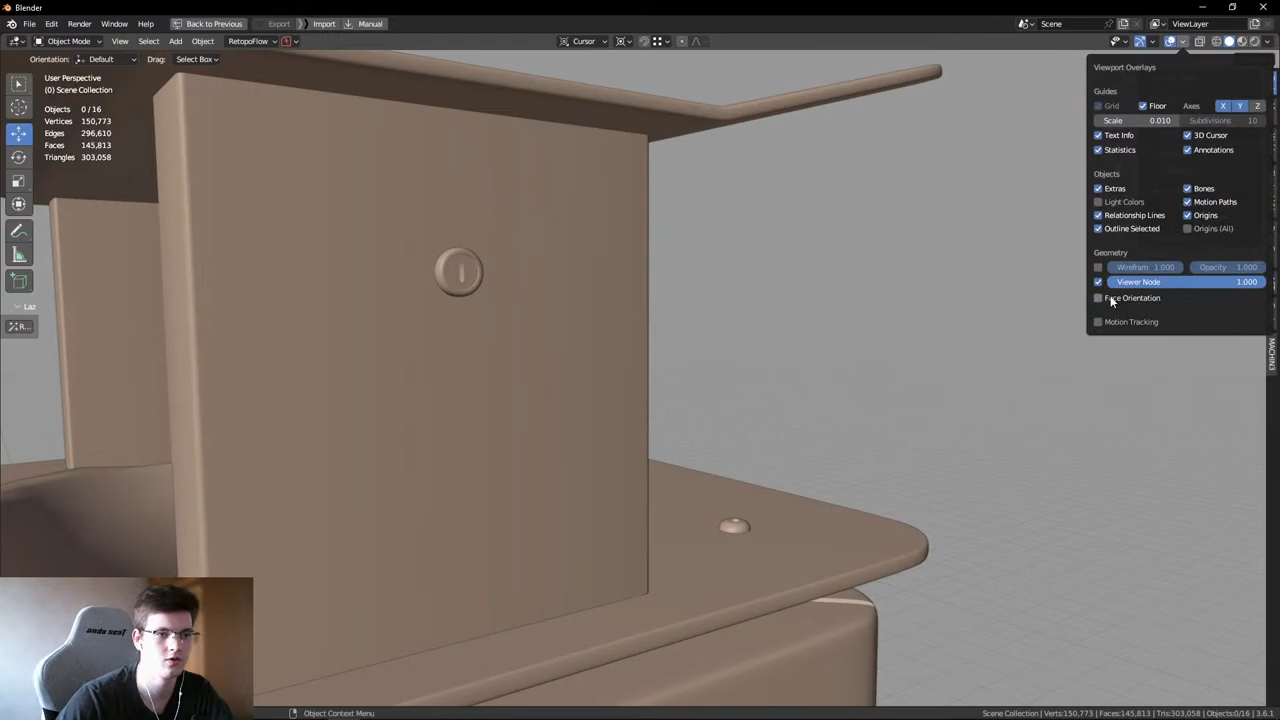 Blender
File Edit Render Window Help Back to Previous Export Import Manual Scene ViewLayer
Object Mode View Select Add Object RetopoFlow Cursor
Orientation: Default Drag: Select Box
User Perspective
(0) Scene Collection
Objects 0/16
Vertices 150,773
Edges 296,610
Faces 145,813
Triangles 303,058
Laz
R...
anda seaT
Viewport Overlays
Guides
Grid Floor Axes X Y Z
Scale 0.010 Subdivisions 10
Text Info 3D Cursor
Statistics Annotations
Objects
Extras Bones
Light Colors Motion Paths
Relationship Lines Origins
Outline Selected Origins (All)
Geometry
Wirefram 1.000 Opacity 1.000
Viewer Node 1.000
Face Orientation
Motion Tracking
MACHIN3
Object Context Menu
Scene Collection | Verts:150,773 | Faces:145,813 | Tris:303,058 | Objects:0/16 | 3.6.1